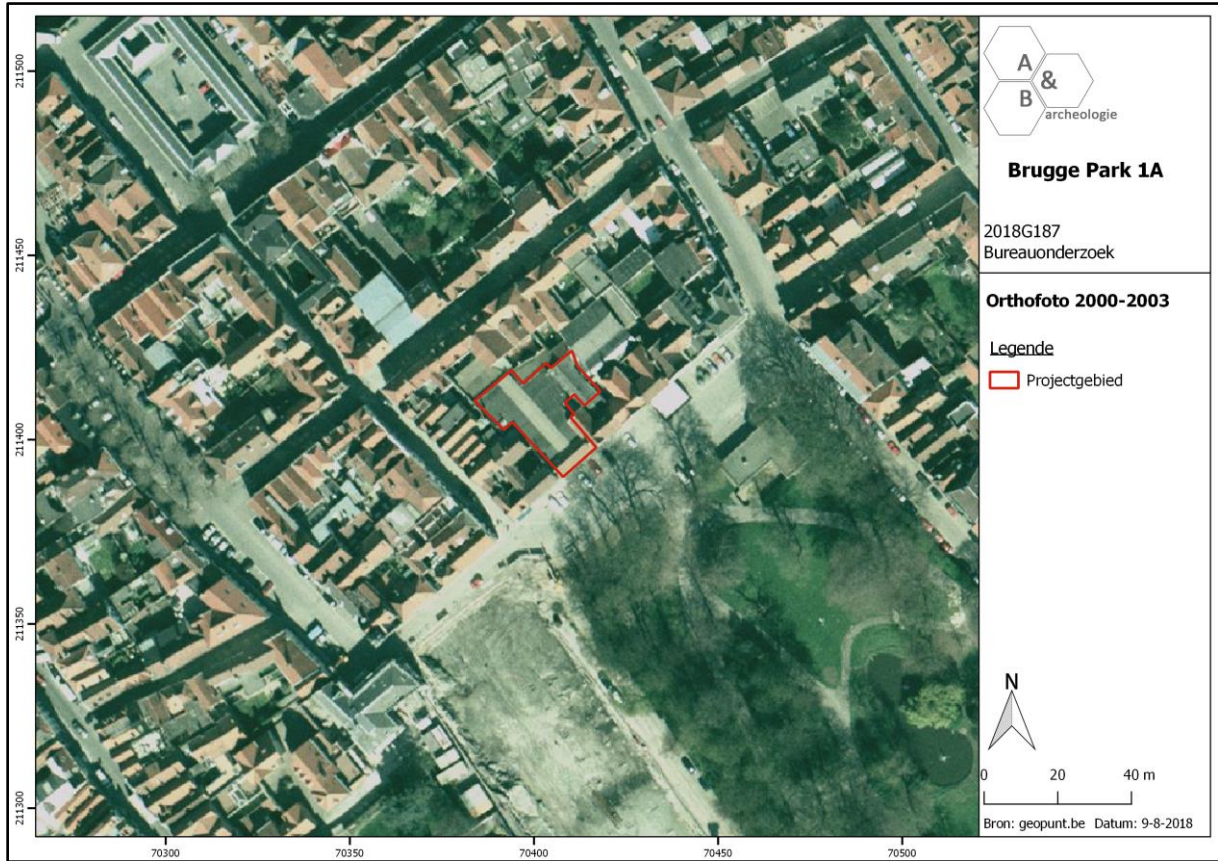 A
&
B
archeologie
Brugge Park 1A
2018G187
Bureauonderzoek
Orthofoto 2000-2003
Legende
Projectgebied
N
0 20 40 m
Bron: geopunt.be Datum: 9-8-2018
211500
211450
211400
211350
211300
70300 70350 70400 70450 70500